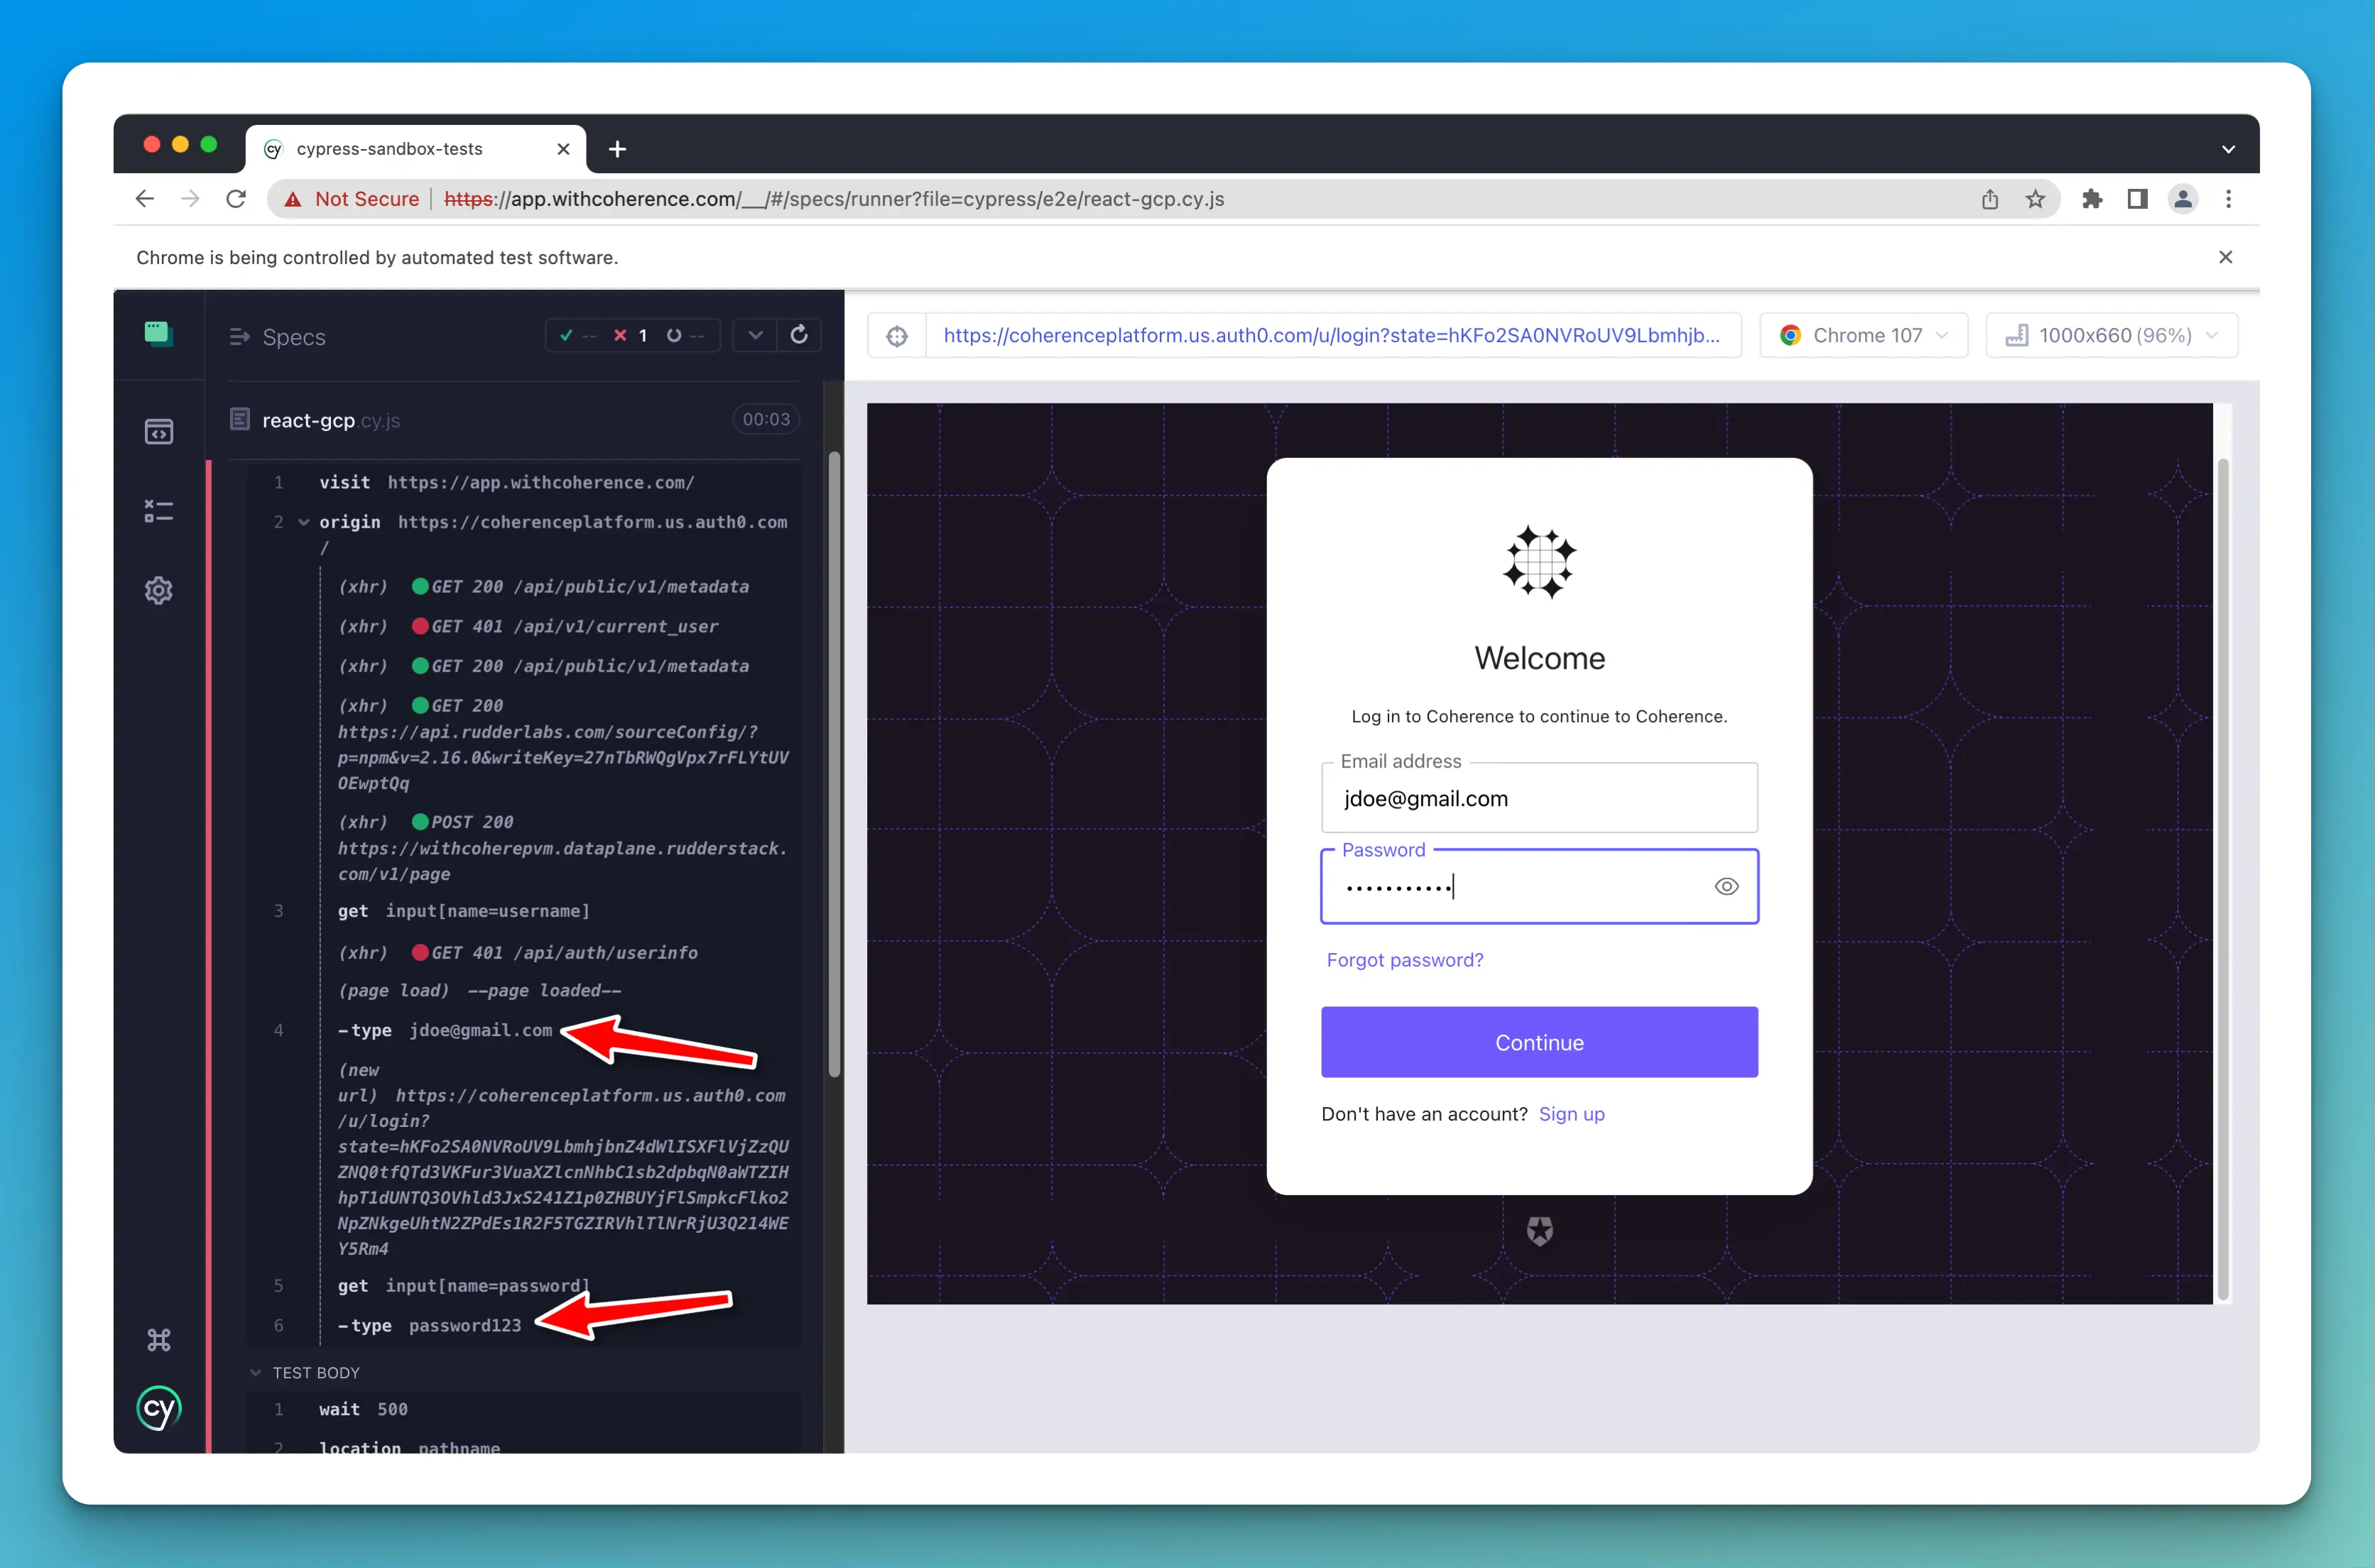 cypress-sandbox-tests
Not Secure https://app.withcoherence.com/__/#/specs/runner?file=cypress/e2e/react-gcp.cy.js
Chrome is being controlled by automated test software.
Specs
-- 1 --
react-gcp.cy.js 00:03
1 visit https://app.withcoherence.com/
2 origin https://coherenceplatform.us.auth0.com
/
(xhr) GET 200 /api/public/v1/metadata
(xhr) GET 401 /api/v1/current_user
(xhr) GET 200 /api/public/v1/metadata
(xhr) GET 200
https://api.rudderlabs.com/sourceConfig/?
p=npm&v=2.16.0&writeKey=27nTbRWQgVpx7rFLYtUV
OEwptQq
(xhr) POST 200
https://withcoherepvm.dataplane.rudderstack.
com/v1/page
3 get input[name=username]
(xhr) GET 401 /api/auth/userinfo
(page load) --page loaded--
4 -type jdoe@gmail.com
(new
url) https://coherenceplatform.us.auth0.com
/u/login?
state=hKFo2SA0NVRoUV9LbmhjbnZ4dWlISXFlVjZzQU
ZNQ0tfQTd3VKFur3VuaXZlcnNhbC1sb2dpbqN0aWTZIH
hpT1dUNTQ3OVhld3JxS241Z1p0ZHBUYjFlSmpkcFlko2
NpZNkgeUhtN2ZPdEs1R2F5TGZIRVhlTlNrRjU3Q214WE
Y5Rm4
5 get input[name=password]
6 -type password123
TEST BODY
1 wait 500
2 location pathname
cy
https://coherenceplatform.us.auth0.com/u/login?state=hKFo2SA0NVRoUV9Lbmhjb...
Chrome 107
1000x660 (96%)
Welcome
Log in to Coherence to continue to Coherence.
Email address
jdoe@gmail.com
Password
•••••••••••
Forgot password?
Continue
Don't have an account? Sign up